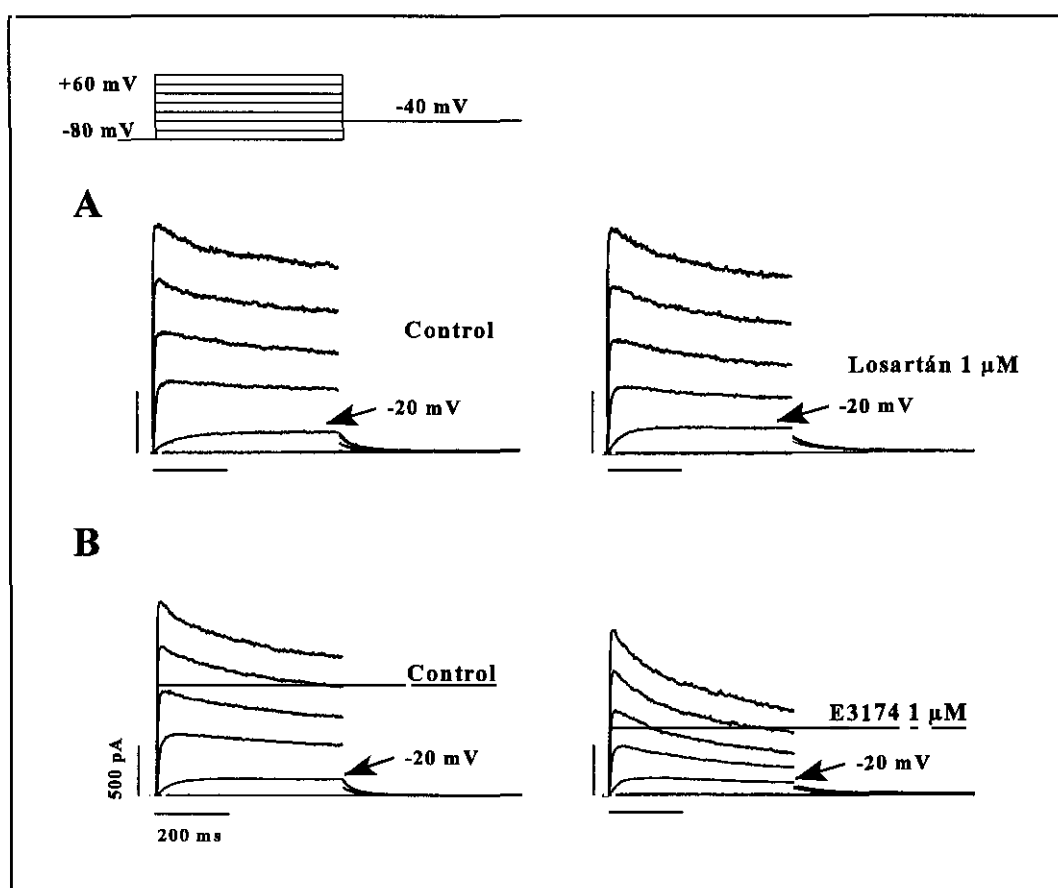 +60 mV
-40 mV
-80 mV
A
Control
-20 mV
Losartán 1 µM
-20 mV
B
Control
-20 mV
500 pA
200 ms
E3174 1 µM
-20 mV